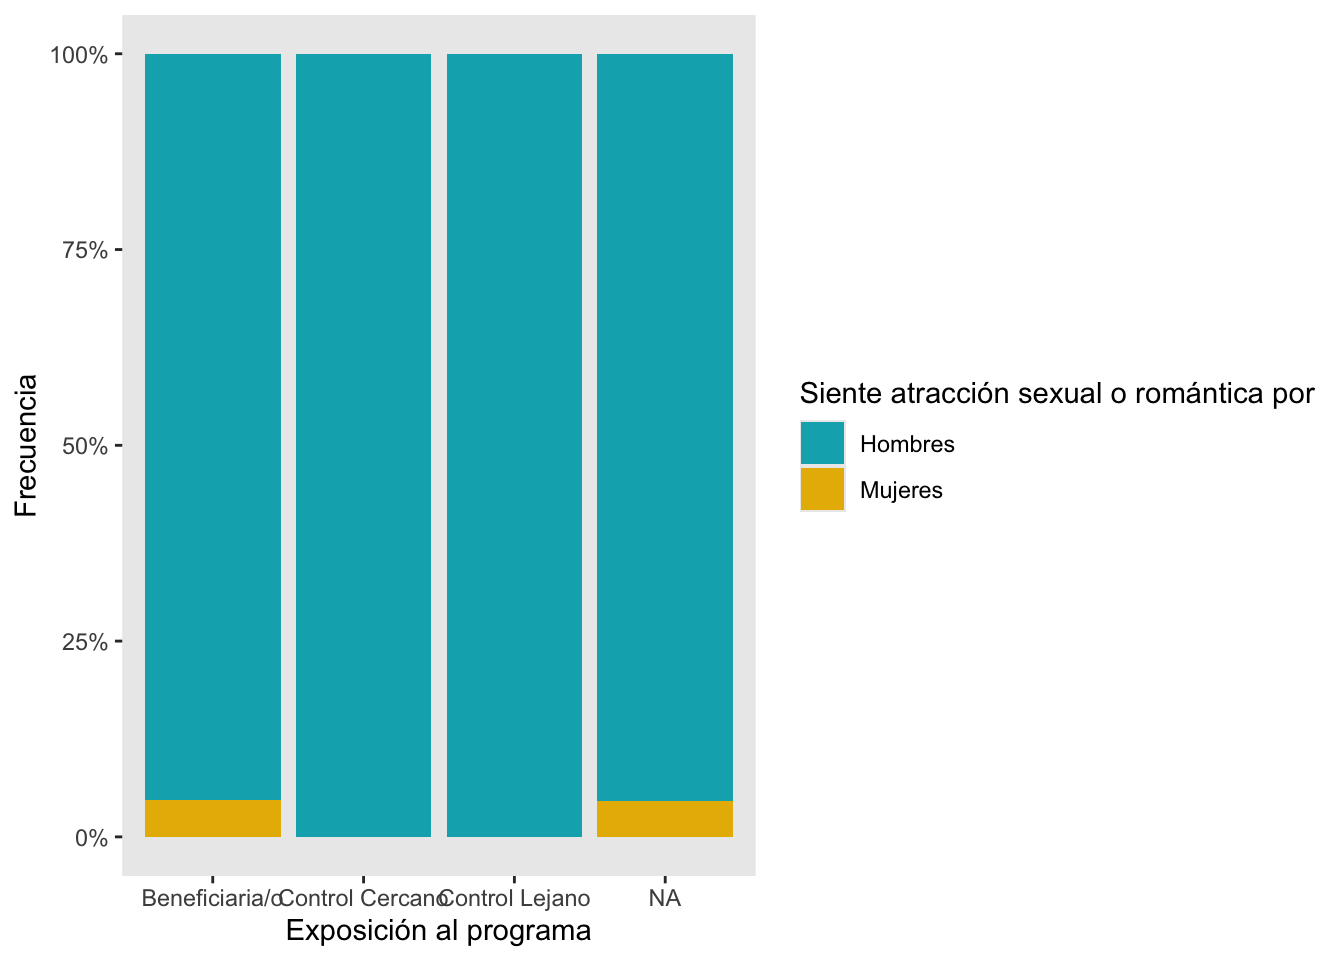 100%
75%
50%
25%
0%
Frecuencia
Beneficiaria/o Control Cercano Control Lejano NA
Exposición al programa
Siente atracción sexual o romántica por
Hombres
Mujeres